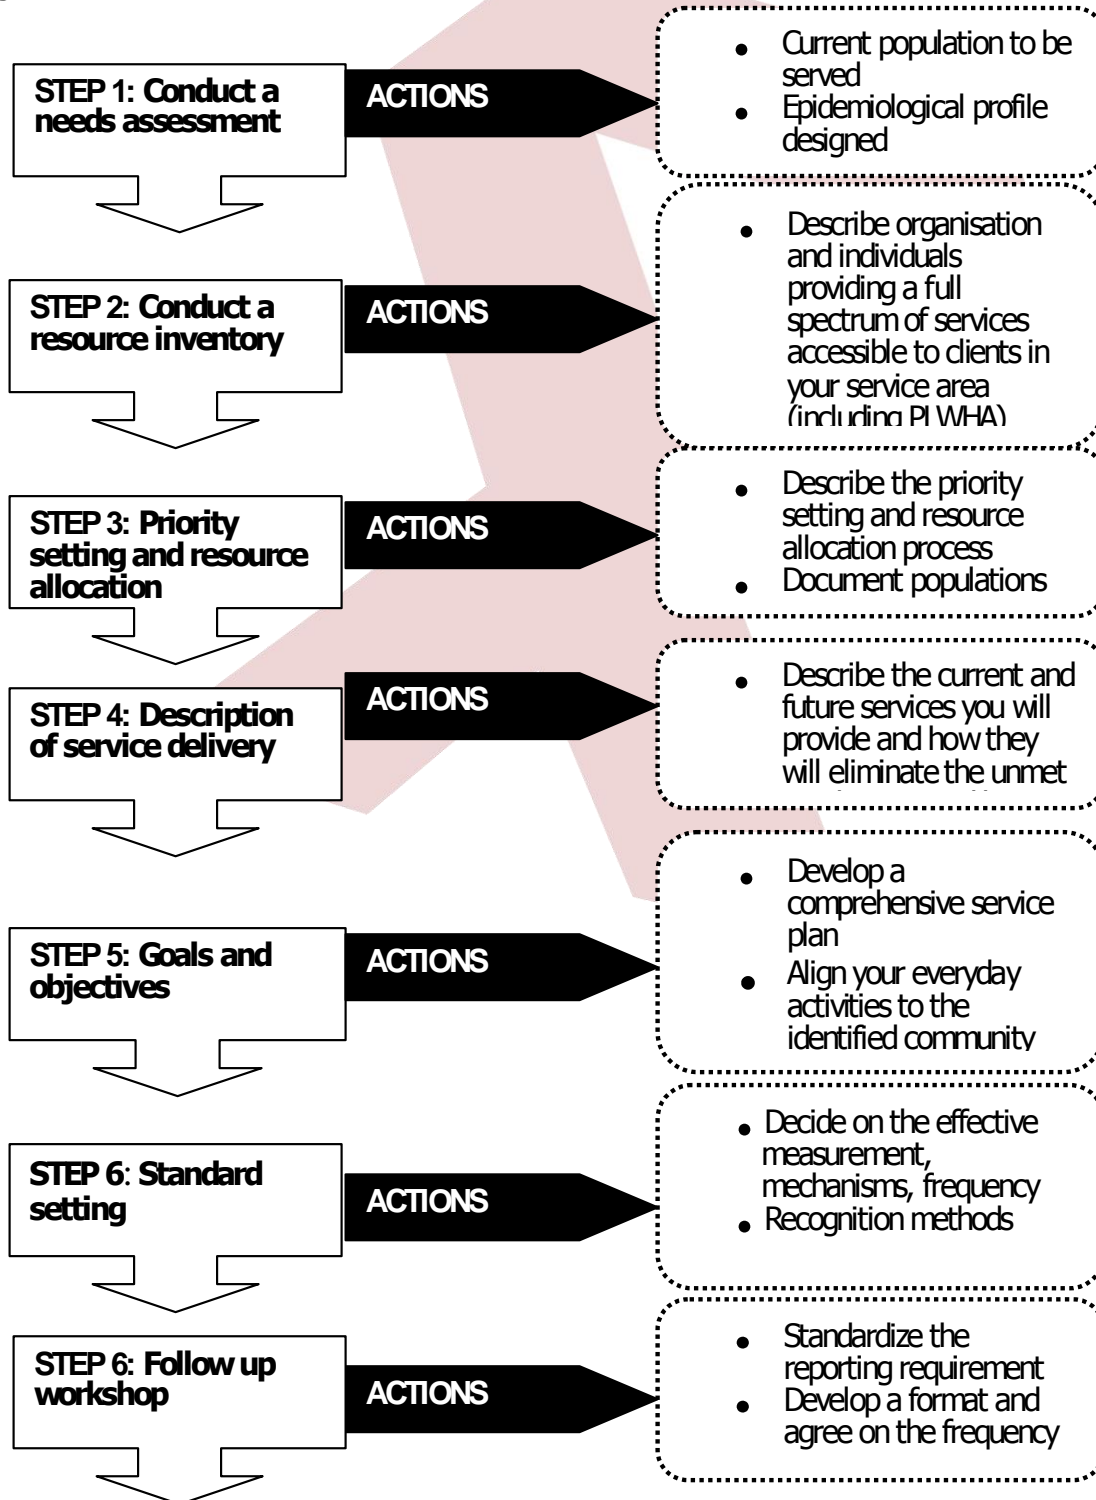 STEP 1: Conduct a
needs assessment
ACTIONS
• Current population to be
served
• Epidemiological profile
designed
STEP 2: Conduct a
resource inventory
ACTIONS
• Describe organisation
and individuals
providing a full
spectrum of services
accessible to clients in
your service area
(including PLWHA)
STEP 3: Priority
setting and resource
allocation
ACTIONS
• Describe the priority
setting and resource
allocation process
• Document populations
STEP 4: Description
of service delivery
ACTIONS
• Describe the current and
future services you will
provide and how they
will eliminate the unmet
STEP 5: Goals and
objectives
ACTIONS
• Develop a
comprehensive service
plan
• Align your everyday
activities to the
identified community
STEP 6: Standard
setting
ACTIONS
• Decide on the effective
measurement,
mechanisms, frequency
• Recognition methods
STEP 6: Follow up
workshop
ACTIONS
• Standardize the
reporting requirement
• Develop a format and
agree on the frequency